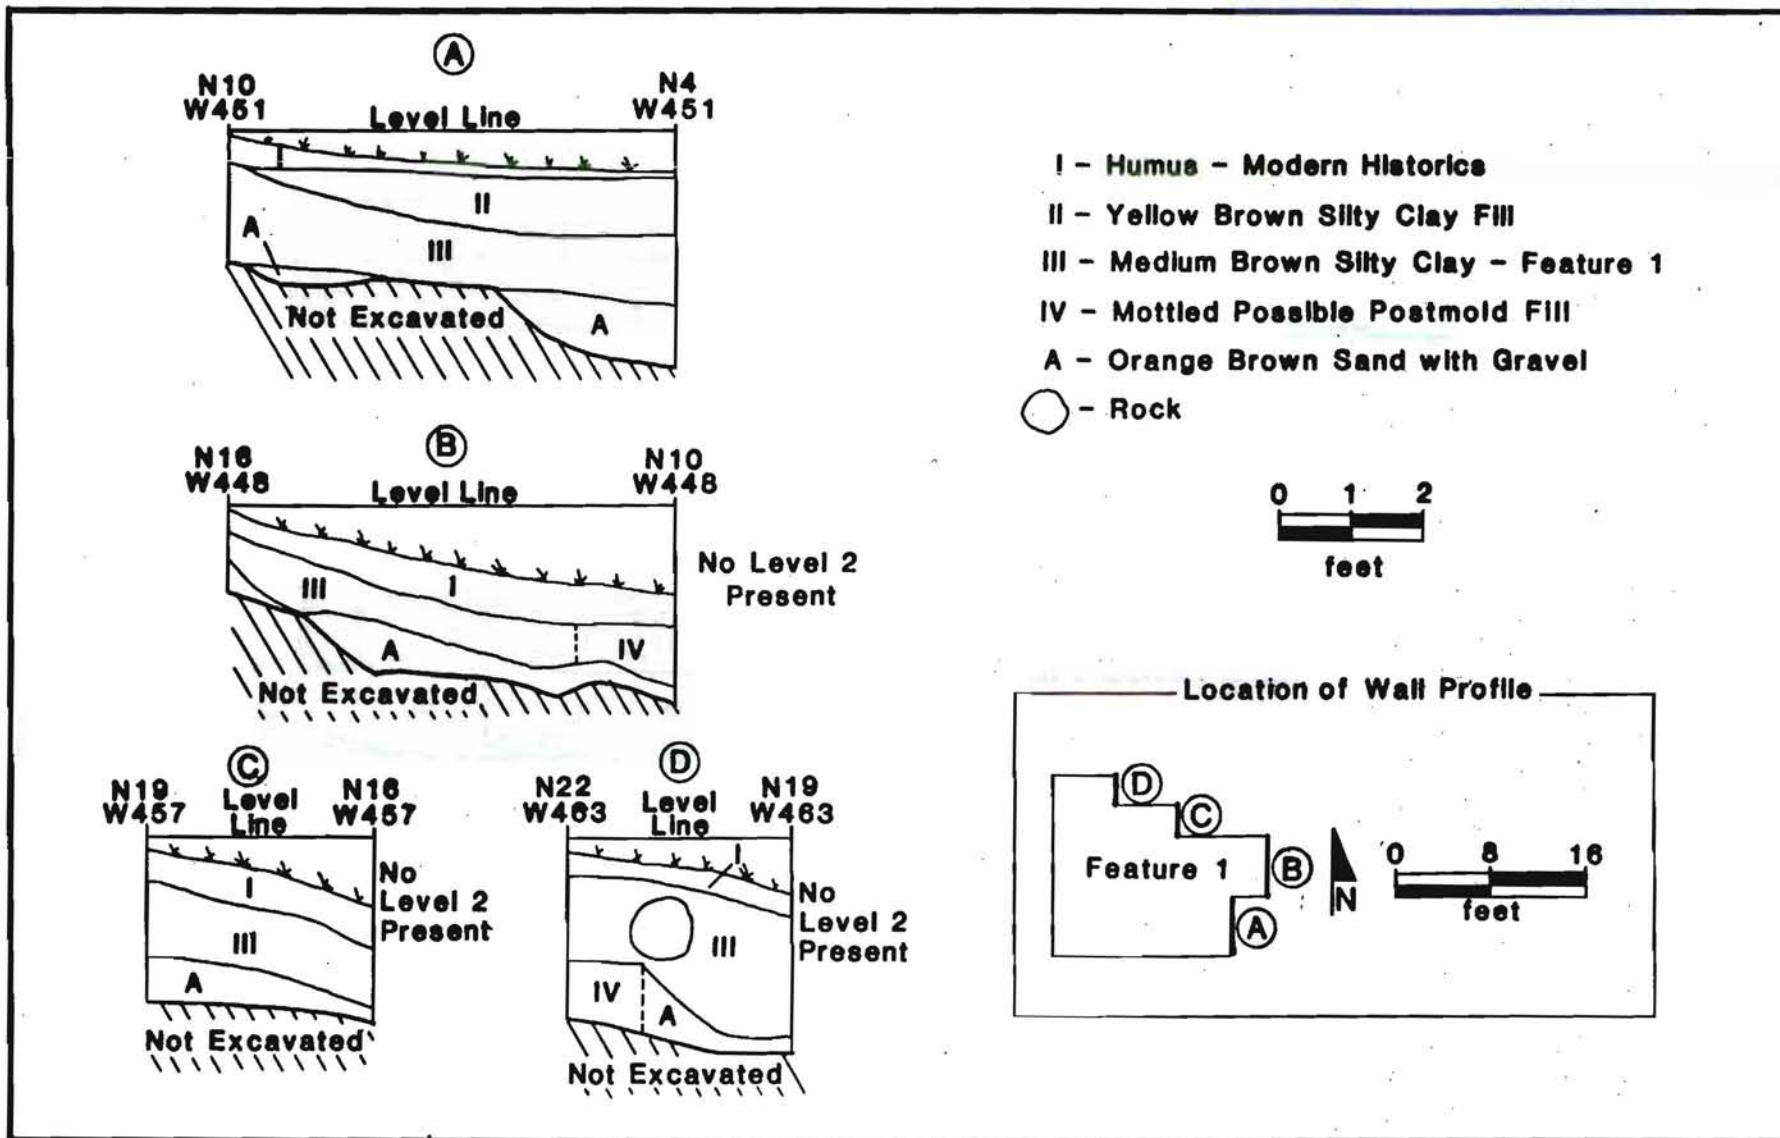 A
N10
W451
N4
W451
Level Line
I
II
A
III
Not Excavated
A
B
N16
W448
N10
W448
Level Line
III
I
No Level 2
Present
A
IV
Not Excavated
C
N19
W457
N16
W457
Level
Line
I
No
Level 2
Present
III
A
Not Excavated
D
N22
W463
N19
W463
Level
Line
I
No
Level 2
Present
III
IV
A
Not Excavated
I - Humus - Modern Historics
II - Yellow Brown Silty Clay Fill
III - Medium Brown Silty Clay - Feature 1
IV - Mottled Possible Postmold Fill
A - Orange Brown Sand with Gravel
- Rock
0 1 2
feet
Location of Wall Profile
D
C
Feature 1
B
A
N
0 8 16
feet